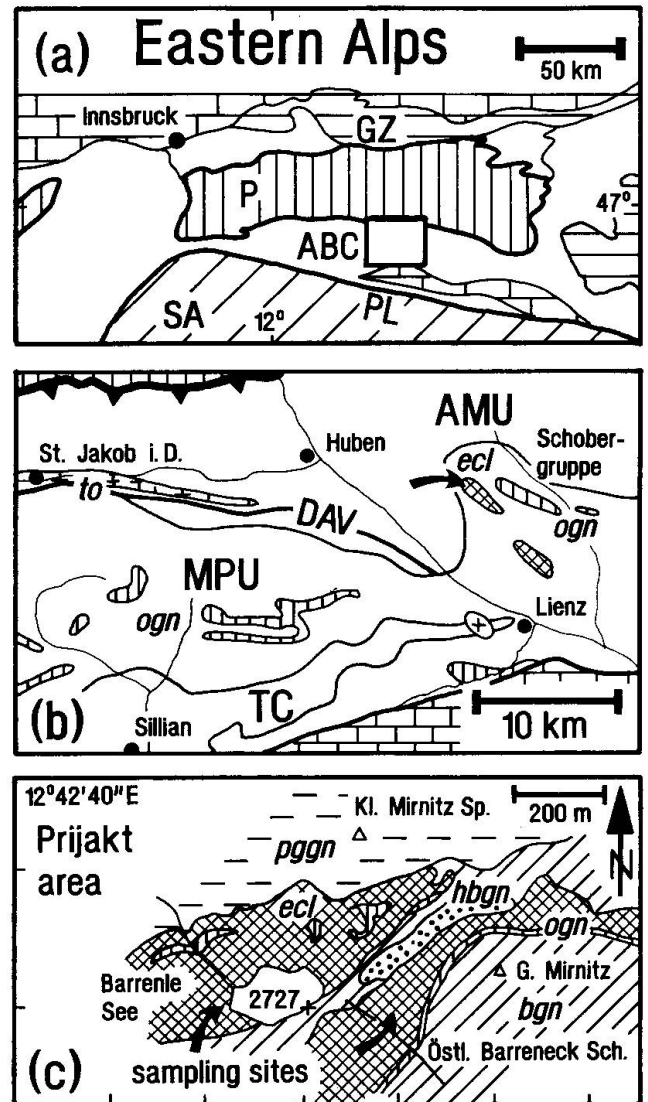 (a) Eastern Alps
50 km
Innsbruck
GZ
P
47°
ABC
SA
12°
PL
AMU
St. Jakob i. D.
Huben
ecl
Schober-
gruppe
to
DAV
ogn
MPU
ogn
Lienz
TC
(b)
Sillian
10 km
12°42'40"E
Kl. Mirnitz Sp.
200 m
Prijakt
area
pggn
N
hbgn
ecl
ogn
Barrenle
See
2727
G. Mirnitz
bgn
Östl. Barreneck Sch.
(c)
sampling sites